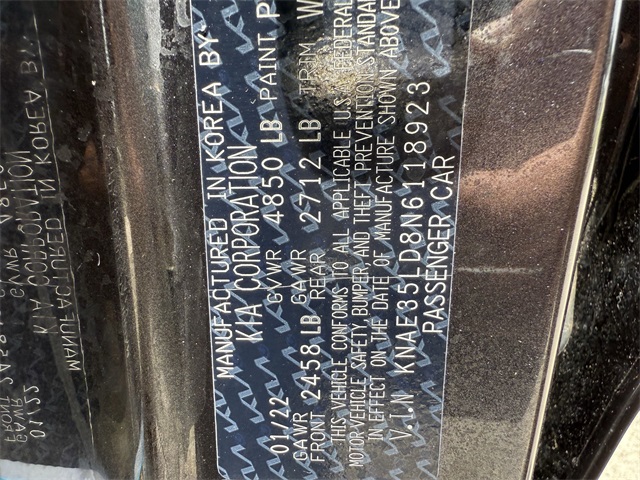 MANUFACTURED IN KOREA BY
KIA CORPORATION
01/22 GVWR 4850 LB PAINT P
GAWR FRONT 2458 LB GAWR REAR 2712 LB TRIM W
THIS VEHICLE CONFORMS TO ALL APPLICABLE U.S. FEDERAL
MOTOR VEHICLE SAFETY, BUMPER, AND THEFT PREVENTION STANDAR
IN EFFECT ON THE DATE OF MANUFACTURE SHOWN ABOVE
V.I.N KNAE35LD8N6118923
PASSENGER CAR